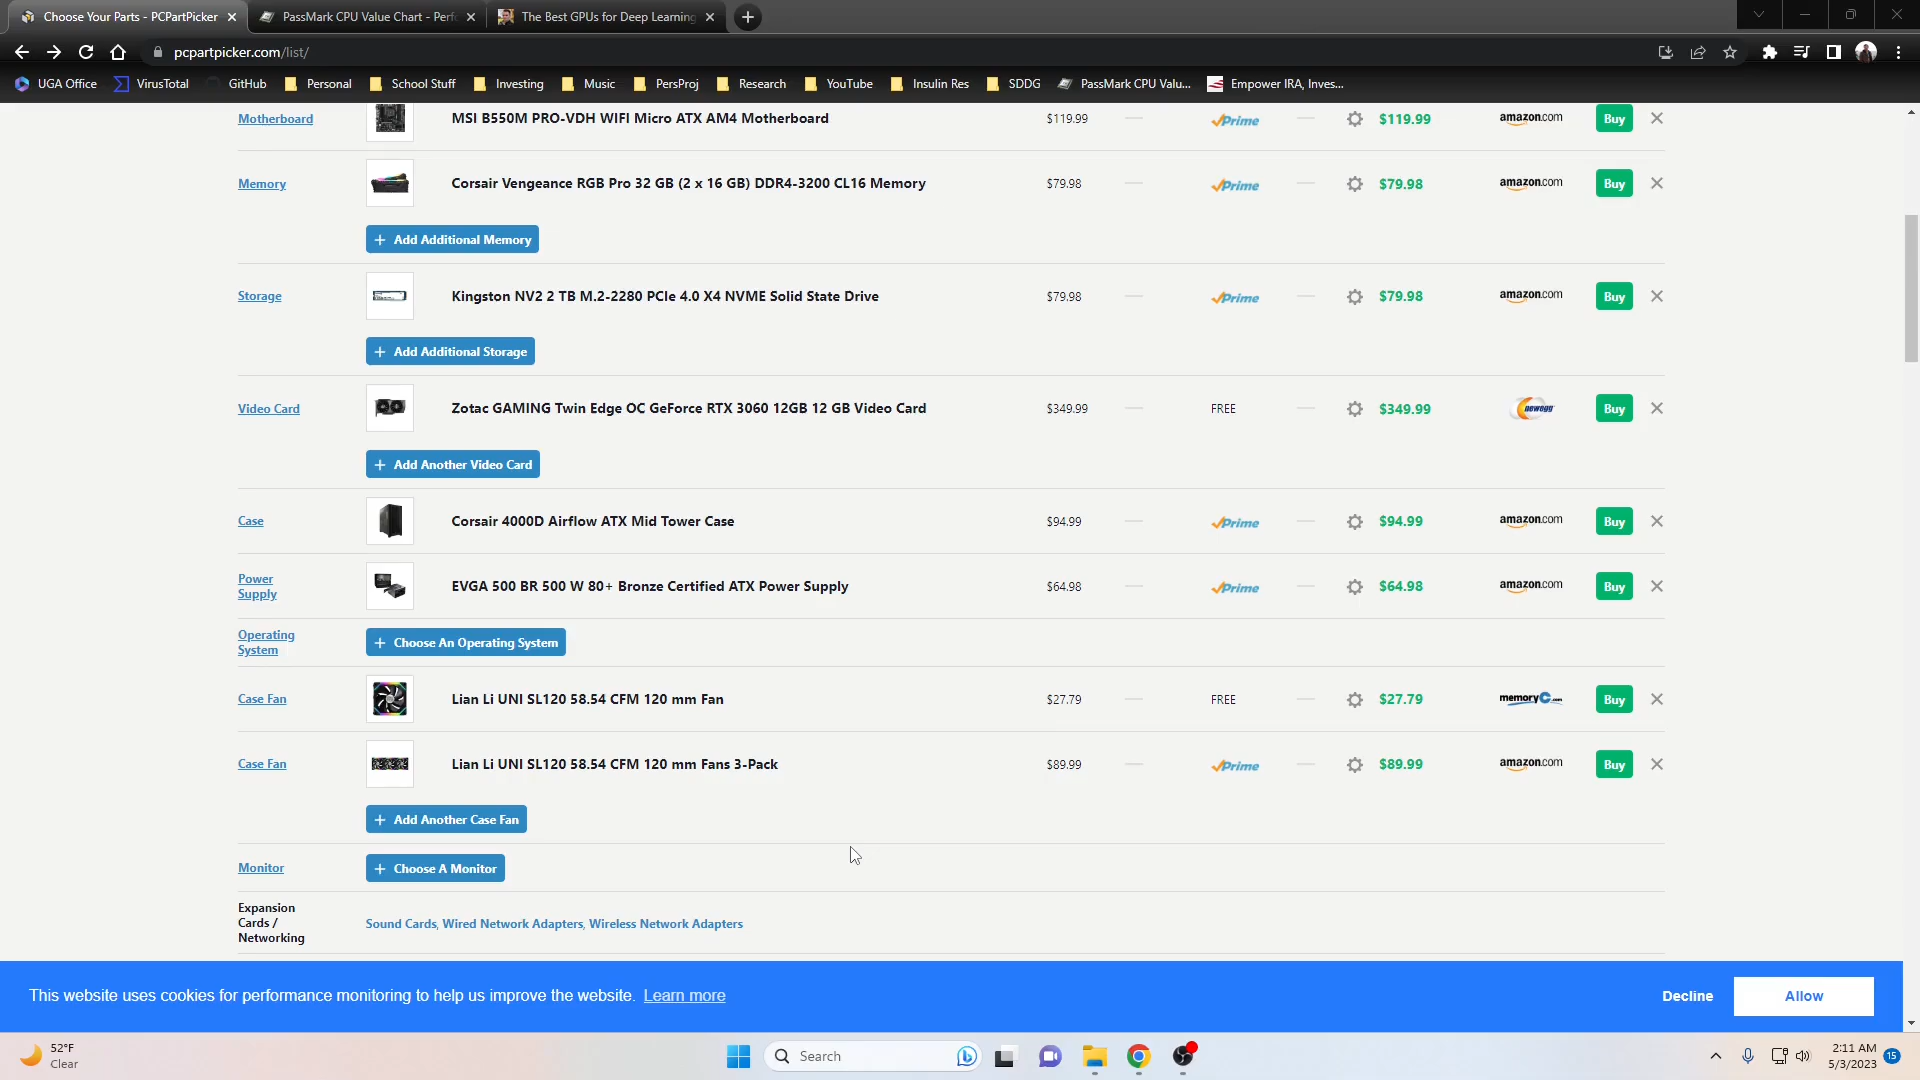 Choose Your Parts - PCPartPicker
PassMark CPU Value Chart - Perfo
The Best GPUs for Deep Learning
pcpartpicker.com/list/
UGA Office
VirusTotal
GitHub
Personal
School Stuff
Investing
Music
PersProj
Research
YouTube
Insulin Res
SDDG
PassMark CPU Valu...
Empower IRA, Inves...
Motherboard MSI B550M PRO-VDH WIFI Micro ATX AM4 Motherboard $119.99 Prime $119.99 amazon.com Buy
Memory Corsair Vengeance RGB Pro 32 GB (2 x 16 GB) DDR4-3200 CL16 Memory $79.98 Prime $79.98 amazon.com Buy
+ Add Additional Memory
Storage Kingston NV2 2 TB M.2-2280 PCIe 4.0 X4 NVME Solid State Drive $79.98 Prime $79.98 amazon.com Buy
+ Add Additional Storage
Video Card Zotac GAMING Twin Edge OC GeForce RTX 3060 12GB 12 GB Video Card $349.99 FREE $349.99 newegg Buy
+ Add Another Video Card
Case Corsair 4000D Airflow ATX Mid Tower Case $94.99 Prime $94.99 amazon.com Buy
Power
Supply EVGA 500 BR 500 W 80+ Bronze Certified ATX Power Supply $64.98 Prime $64.98 amazon.com Buy
Operating
System + Choose An Operating System
Case Fan Lian Li UNI SL120 58.54 CFM 120 mm Fan $27.79 FREE $27.79 memoryC.com Buy
Case Fan Lian Li UNI SL120 58.54 CFM 120 mm Fans 3-Pack $89.99 Prime $89.99 amazon.com Buy
+ Add Another Case Fan
Monitor + Choose A Monitor
Expansion
Cards /
Networking
Sound Cards, Wired Network Adapters, Wireless Network Adapters
This website uses cookies for performance monitoring to help us improve the website. Learn more
Decline
Allow
52°F
Clear
Search
2:11 AM
5/3/2023
15